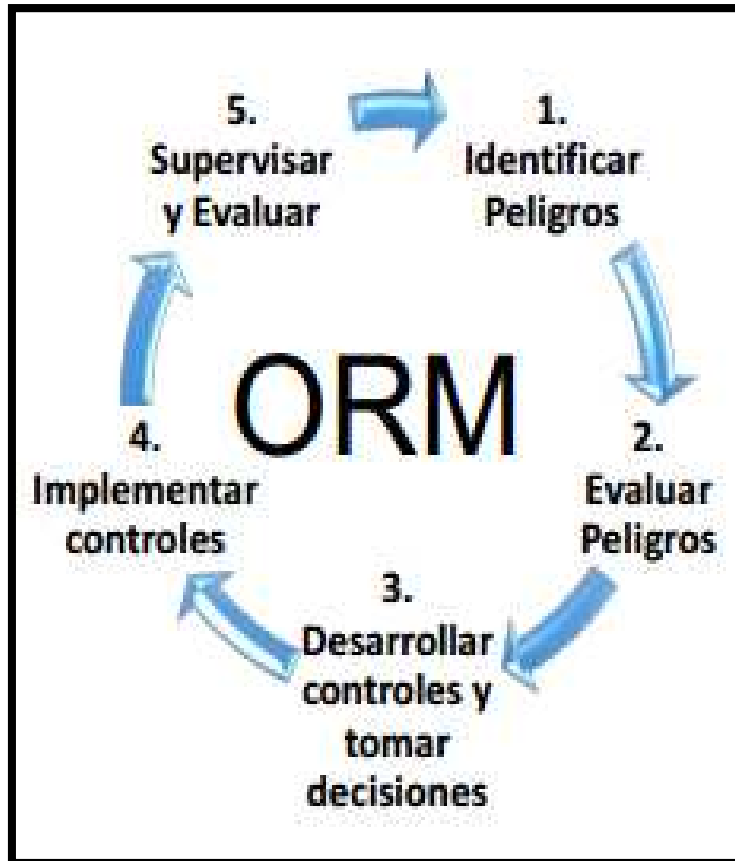 5.
Supervisar
y Evaluar
1.
Identificar
Peligros
ORM
2.
Evaluar
Peligros
3.
Desarrollar
controles y
tomar
decisiones
4.
Implementar
controles